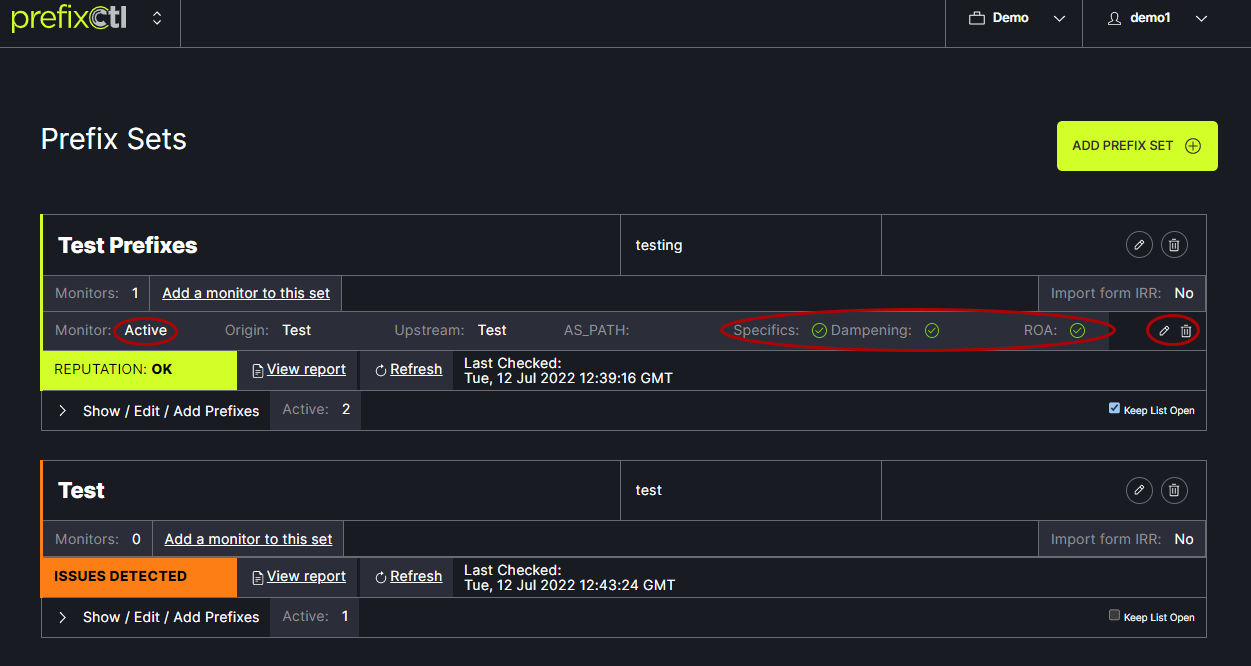 prefixCtl
Demo
demo1
Prefix Sets
ADD PREFIX SET
Test Prefixes
testing
Monitors: 1
Add a monitor to this set
Import form IRR: No
Monitor: Active
Origin: Test
Upstream: Test
AS_PATH:
Specifics:
Dampening:
ROA:
REPUTATION: OK
View report
Refresh
Last Checked:
Tue, 12 Jul 2022 12:39:16 GMT
Show / Edit / Add Prefixes
Active: 2
Keep List Open
Test
test
Monitors: 0
Add a monitor to this set
Import form IRR: No
ISSUES DETECTED
View report
Refresh
Last Checked:
Tue, 12 Jul 2022 12:43:24 GMT
Show / Edit / Add Prefixes
Active: 1
Keep List Open